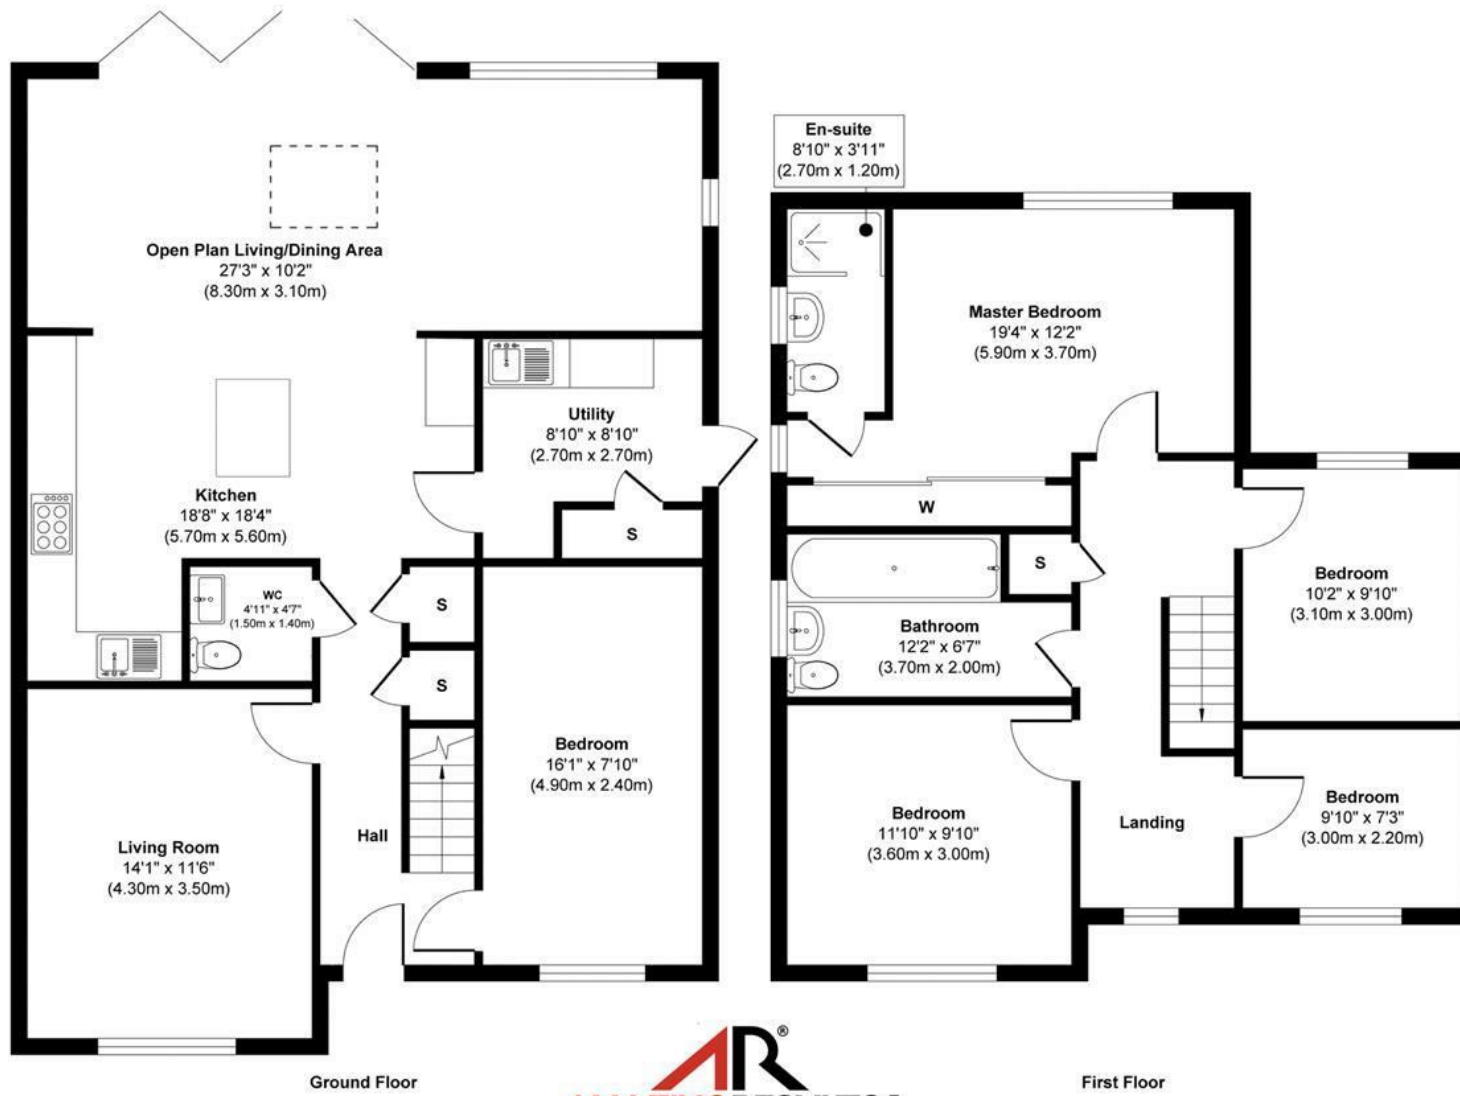 Open Plan Living/Dining Area
27'3" x 10'2"
(8.30m x 3.10m)
Kitchen
18'8" x 18'4"
(5.70m x 5.60m)
Utility
8'10" x 8'10"
(2.70m x 2.70m)
S
WC
4'11" x 4'7"
(1.50m x 1.40m)
S
S
Living Room
14'1" x 11'6"
(4.30m x 3.50m)
Hall
Bedroom
16'1" x 7'10"
(4.90m x 2.40m)
Ground Floor
En-suite
8'10" x 3'11"
(2.70m x 1.20m)
Master Bedroom
19'4" x 12'2"
(5.90m x 3.70m)
W
S
Bathroom
12'2" x 6'7"
(3.70m x 2.00m)
Bedroom
10'2" x 9'10"
(3.10m x 3.00m)
Bedroom
11'10" x 9'10"
(3.60m x 3.00m)
Landing
Bedroom
9'10" x 7'3"
(3.00m x 2.20m)
First Floor
AR®